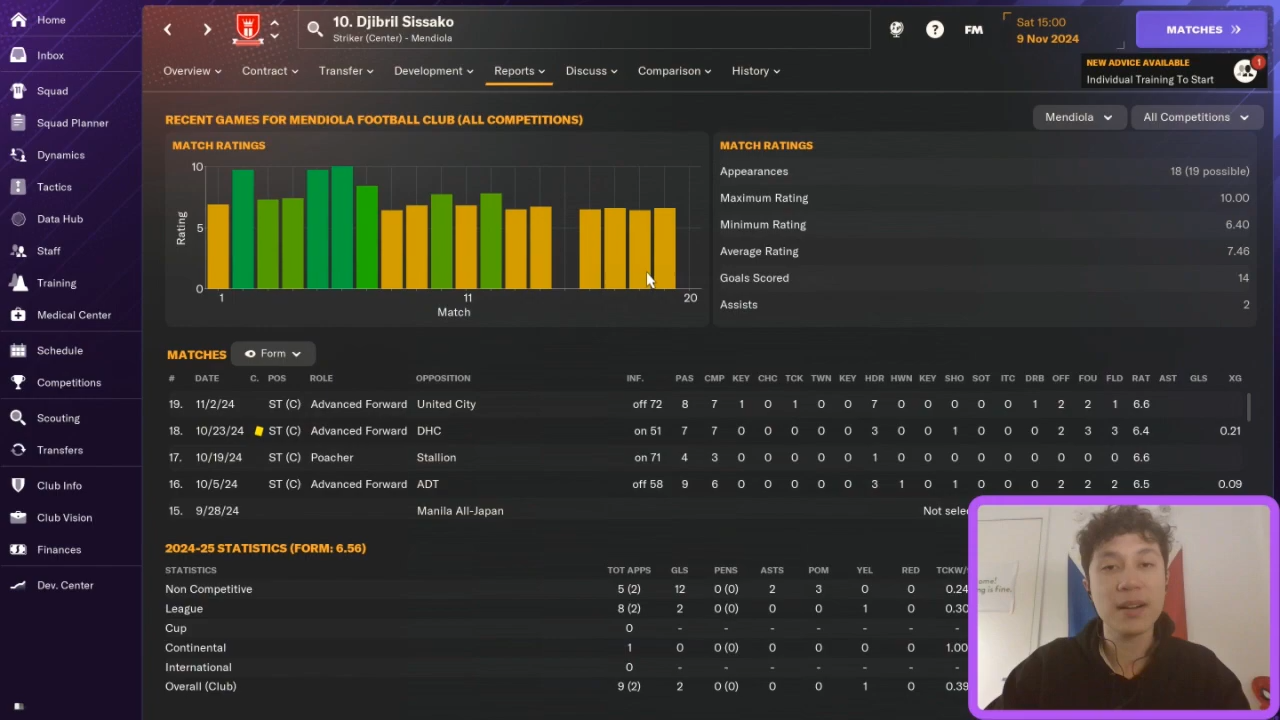 Home
Inbox
Squad
Squad Planner
Dynamics
Tactics
Data Hub
Staff
Training
Medical Center
Schedule
Competitions
Scouting
Transfers
Club Info
Club Vision
Finances
Dev. Center
10. Djibril Sissako
Striker (Center) - Mendiola
? FM
Sat 15:00
9 Nov 2024
MATCHES
Overview Contract Transfer Development Reports Discuss Comparison History
NEW ADVICE AVAILABLE
Individual Training To Start
1
RECENT GAMES FOR MENDIOLA FOOTBALL CLUB (ALL COMPETITIONS)
Mendiola All Competitions
MATCH RATINGS
10
5
0
Rating
1 11 20
Match
MATCH RATINGS
Appearances 18 (19 possible)
Maximum Rating 10.00
Minimum Rating 6.40
Average Rating 7.46
Goals Scored 14
Assists 2
MATCHES Form
# DATE C. POS ROLE OPPOSITION INF. PAS CMP KEY CHC TCK TWN KEY HDR HWN KEY SHO SOT ITC DRB OFF FOU FLD RAT AST GLS XG
19. 11/2/24 ST (C) Advanced Forward United City off 72 8 7 1 0 1 0 0 7 0 0 0 0 0 1 2 2 1 6.6
18. 10/23/24 ST (C) Advanced Forward DHC on 51 7 7 0 0 0 0 0 3 0 0 1 0 0 0 2 3 3 6.4 0.21
17. 10/19/24 ST (C) Poacher Stallion on 71 4 3 0 0 0 0 0 1 0 0 0 0 0 0 0 0 0 6.6
16. 10/5/24 ST (C) Advanced Forward ADT off 58 9 6 0 0 0 0 0 3 1 0 1 0 0 0 2 2 2 6.5 0.09
15. 9/28/24 Manila All-Japan Not
2024-25 STATISTICS (FORM: 6.56)
STATISTICS TOT APPS GLS PENS ASTS POM YEL RED
Non Competitive 5 (2) 12 0 (0) 2 3 0 0 0.24
League 8 (2) 2 0 (0) 0 0 1 0 0.30
Cup 0 - - - - - - -
Continental 1 0 0 (0) 0 0 0 0 1.00
International 0 - - - - - - -
Overall (Club) 9 (2) 2 0 (0) 0 0 1 0 0.39